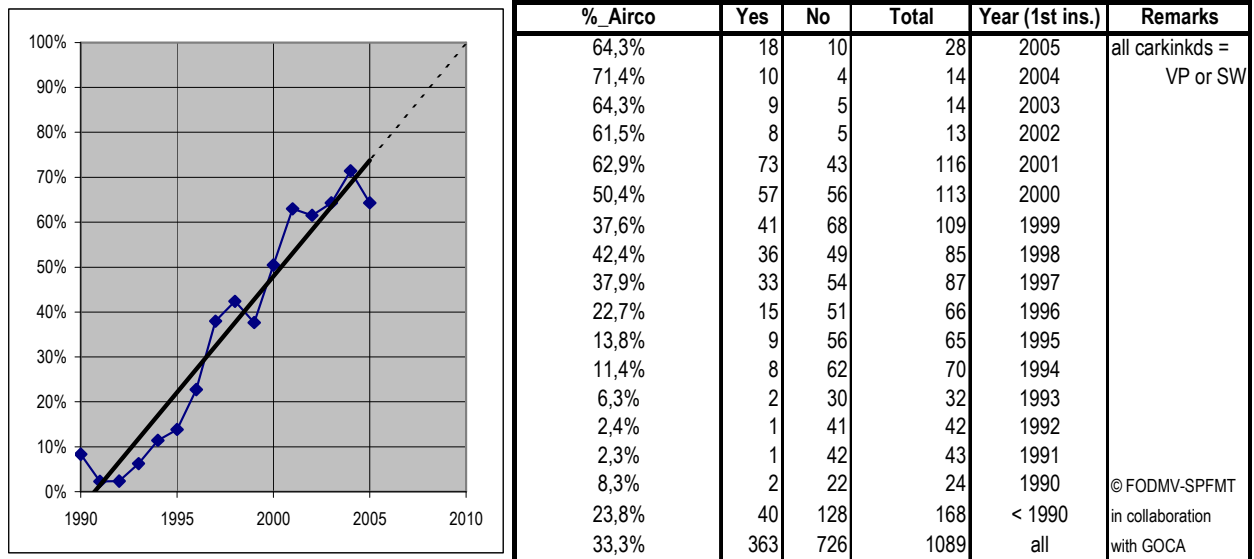 100%
90%
80%
70%
60%
50%
40%
30%
20%
10%
0%
1990 1995 2000 2005 2010
%_Airco Yes No Total Year (1st ins.) Remarks
64,3% 18 10 28 2005 all carkinkds =
71,4% 10 4 14 2004 VP or SW
64,3% 9 5 14 2003
61,5% 8 5 13 2002
62,9% 73 43 116 2001
50,4% 57 56 113 2000
37,6% 41 68 109 1999
42,4% 36 49 85 1998
37,9% 33 54 87 1997
22,7% 15 51 66 1996
13,8% 9 56 65 1995
11,4% 8 62 70 1994
6,3% 2 30 32 1993
2,4% 1 41 42 1992
2,3% 1 42 43 1991
8,3% 2 22 24 1990 © FODMV-SPFMT
23,8% 40 128 168 < 1990 in collaboration
33,3% 363 726 1089 all with GOCA